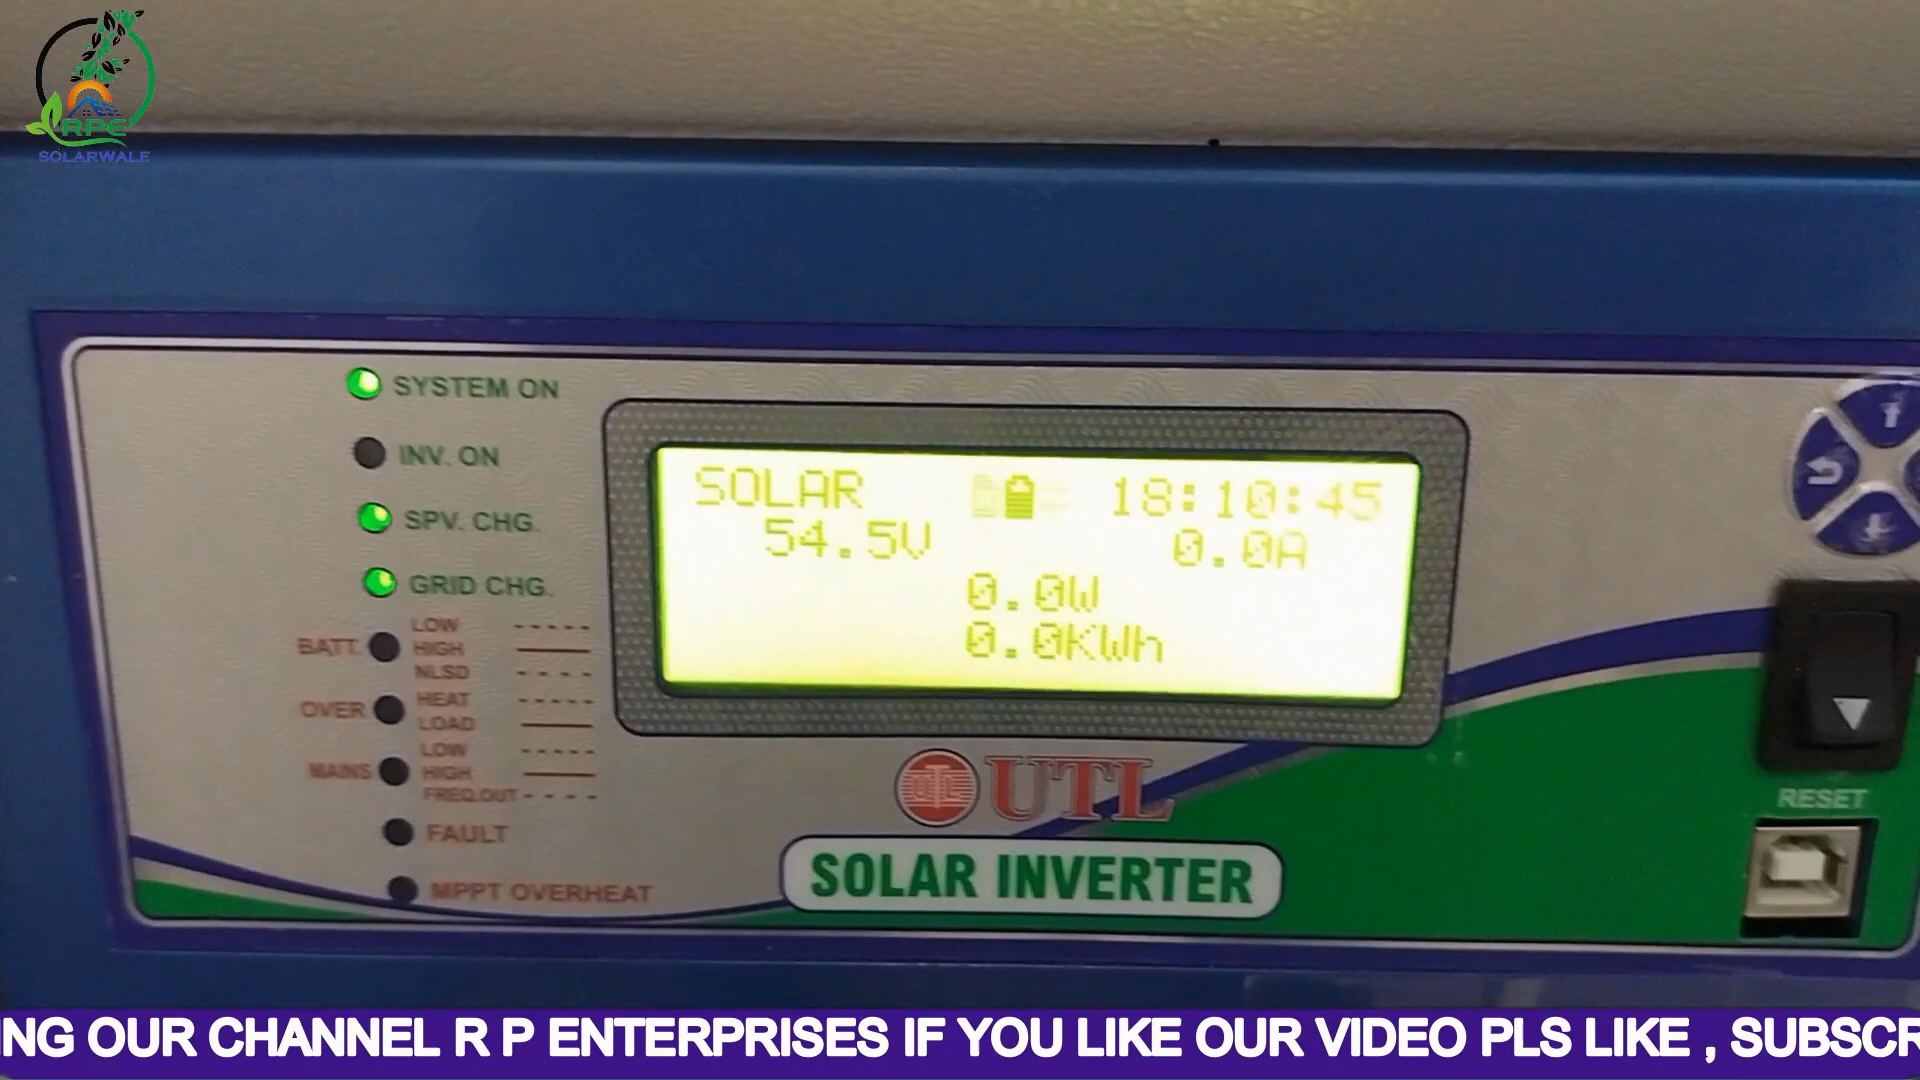 RPE
SOLARWALE
SYSTEM ON
INV. ON
SPV. CHG.
GRID CHG.
BATT. LOW
HIGH
NLSD
OVER HEAT
LOAD
MAINS LOW
HIGH
FREQ.OUT
FAULT
MPPT OVERHEAT
SOLAR 18:10:45
54.5V 0.0A
0.0W
0.0KWh
UTL UTL
SOLAR INVERTER
RESET
ING OUR CHANNEL R P ENTERPRISES IF YOU LIKE OUR VIDEO PLS LIKE , SUBSCR